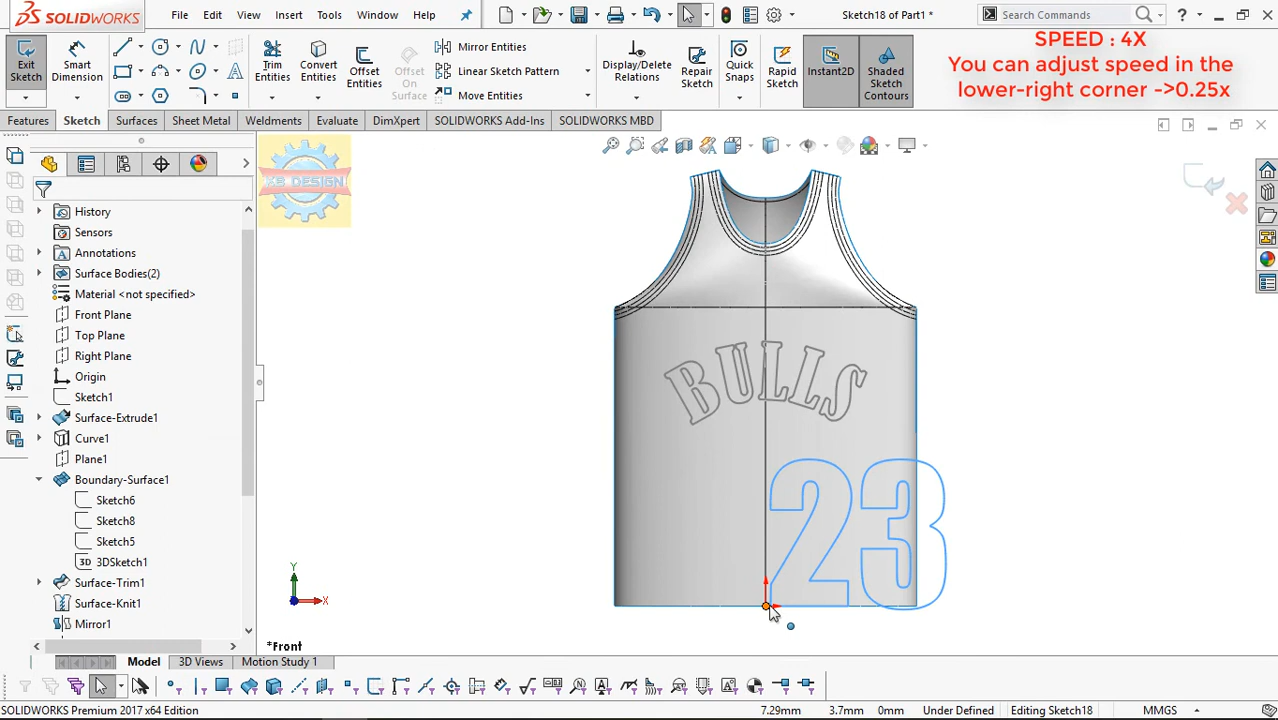 SOLIDWORKS
File Edit View Insert Tools Window Help
Sketch18 of Part1 *
Search Commands
SPEED : 4X
You can adjust speed in the
lower-right corner ->0.25x
Exit Sketch
Smart Dimension
Trim Entities
Convert Entities
Offset Entities
Offset On Surface
Mirror Entities
Linear Sketch Pattern
Move Entities
Display/Delete Relations
Repair Sketch
Quick Snaps
Rapid Sketch
Instant2D
Shaded Sketch Contours
Features Sketch Surfaces Sheet Metal Weldments Evaluate DimXpert SOLIDWORKS Add-Ins SOLIDWORKS MBD
DESIGN
History
Sensors
Annotations
Surface Bodies(2)
Material <not specified>
Front Plane
Top Plane
Right Plane
Origin
Sketch1
Surface-Extrude1
Curve1
Plane1
Boundary-Surface1
Sketch6
Sketch8
Sketch5
3D 3DSketch1
Surface-Trim1
Surface-Knit1
Mirror1
BULLS
23
Y
X
*Front
Model 3D Views Motion Study 1
SOLIDWORKS Premium 2017 x64 Edition
7.29mm 3.7mm 0mm Under Defined Editing Sketch18 MMGS